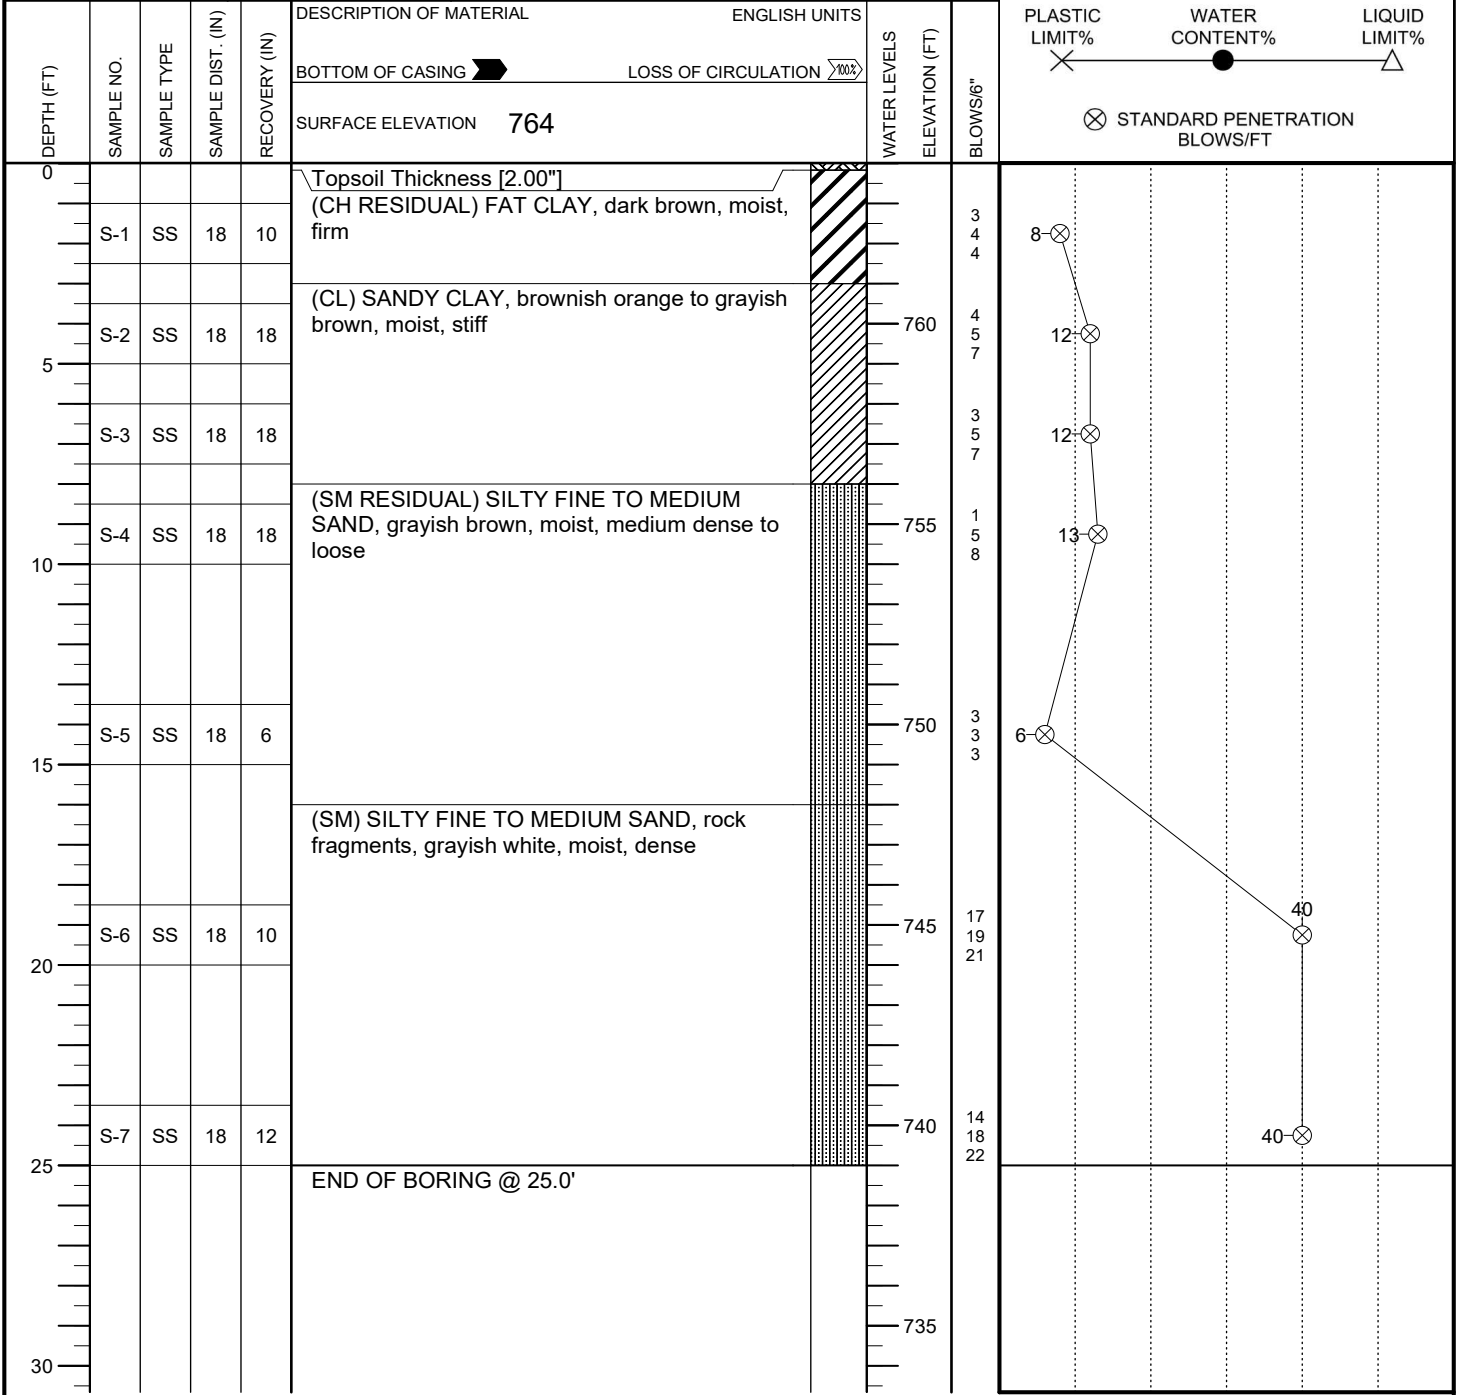 DEPTH (FT)
SAMPLE NO.
SAMPLE TYPE
SAMPLE DIST. (IN)
RECOVERY (IN)
DESCRIPTION OF MATERIAL ENGLISH UNITS
BOTTOM OF CASING LOSS OF CIRCULATION 100%
SURFACE ELEVATION 764
WATER LEVELS
ELEVATION (FT)
BLOWS/6"
PLASTIC LIMIT%
WATER CONTENT%
LIQUID LIMIT%
STANDARD PENETRATION
BLOWS/FT
0
Topsoil Thickness [2.00"]
(CH RESIDUAL) FAT CLAY, dark brown, moist,
firm
S-1 SS 18 10
3
4
4
8
(CL) SANDY CLAY, brownish orange to grayish
brown, moist, stiff
S-2 SS 18 18
760
4
5
7
12
5
S-3 SS 18 18
3
5
7
12
(SM RESIDUAL) SILTY FINE TO MEDIUM
SAND, grayish brown, moist, medium dense to
loose
S-4 SS 18 18
755
1
5
8
13
10
S-5 SS 18 6
750
3
3
3
6
15
(SM) SILTY FINE TO MEDIUM SAND, rock
fragments, grayish white, moist, dense
S-6 SS 18 10
745
17
19
21
40
20
S-7 SS 18 12
740
14
18
22
40
25
END OF BORING @ 25.0'
735
30